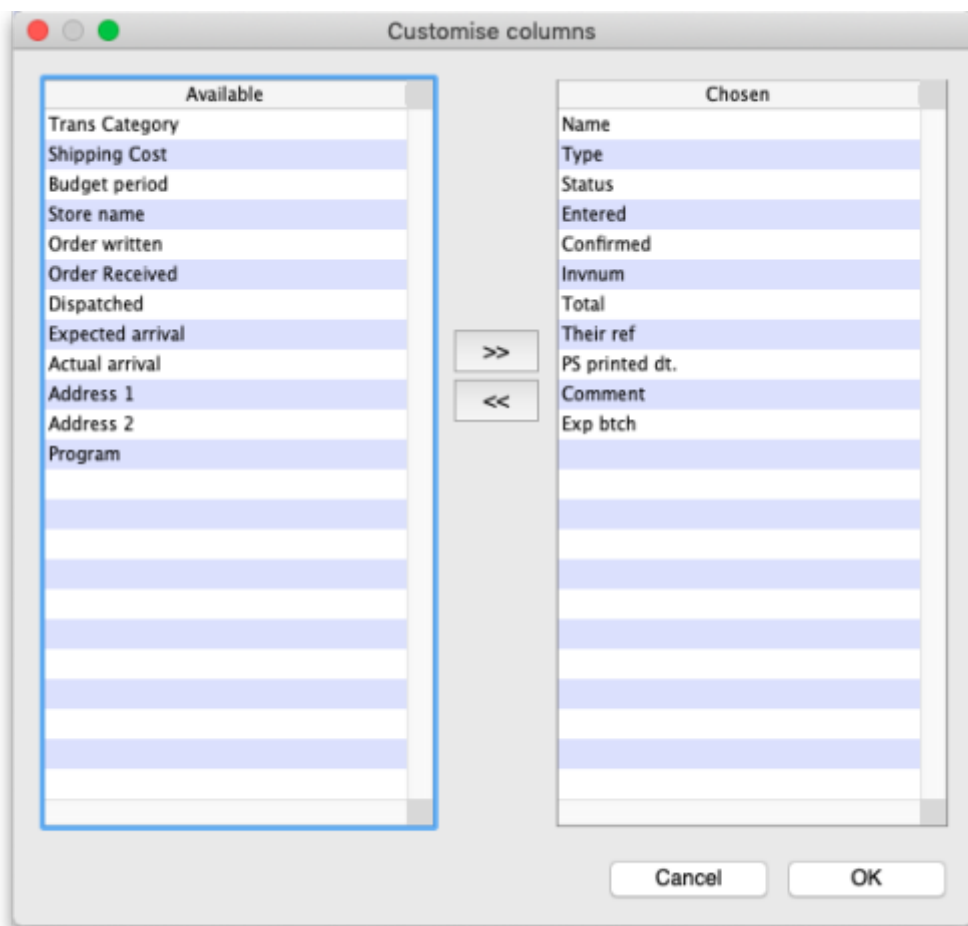 Customise columns
Available
Trans Category
Shipping Cost
Budget period
Store name
Order written
Order Received
Dispatched
Expected arrival
Actual arrival
Address 1
Address 2
Program
>>
<<
Chosen
Name
Type
Status
Entered
Confirmed
Invnum
Total
Their ref
PS printed dt.
Comment
Exp btch
Cancel
OK